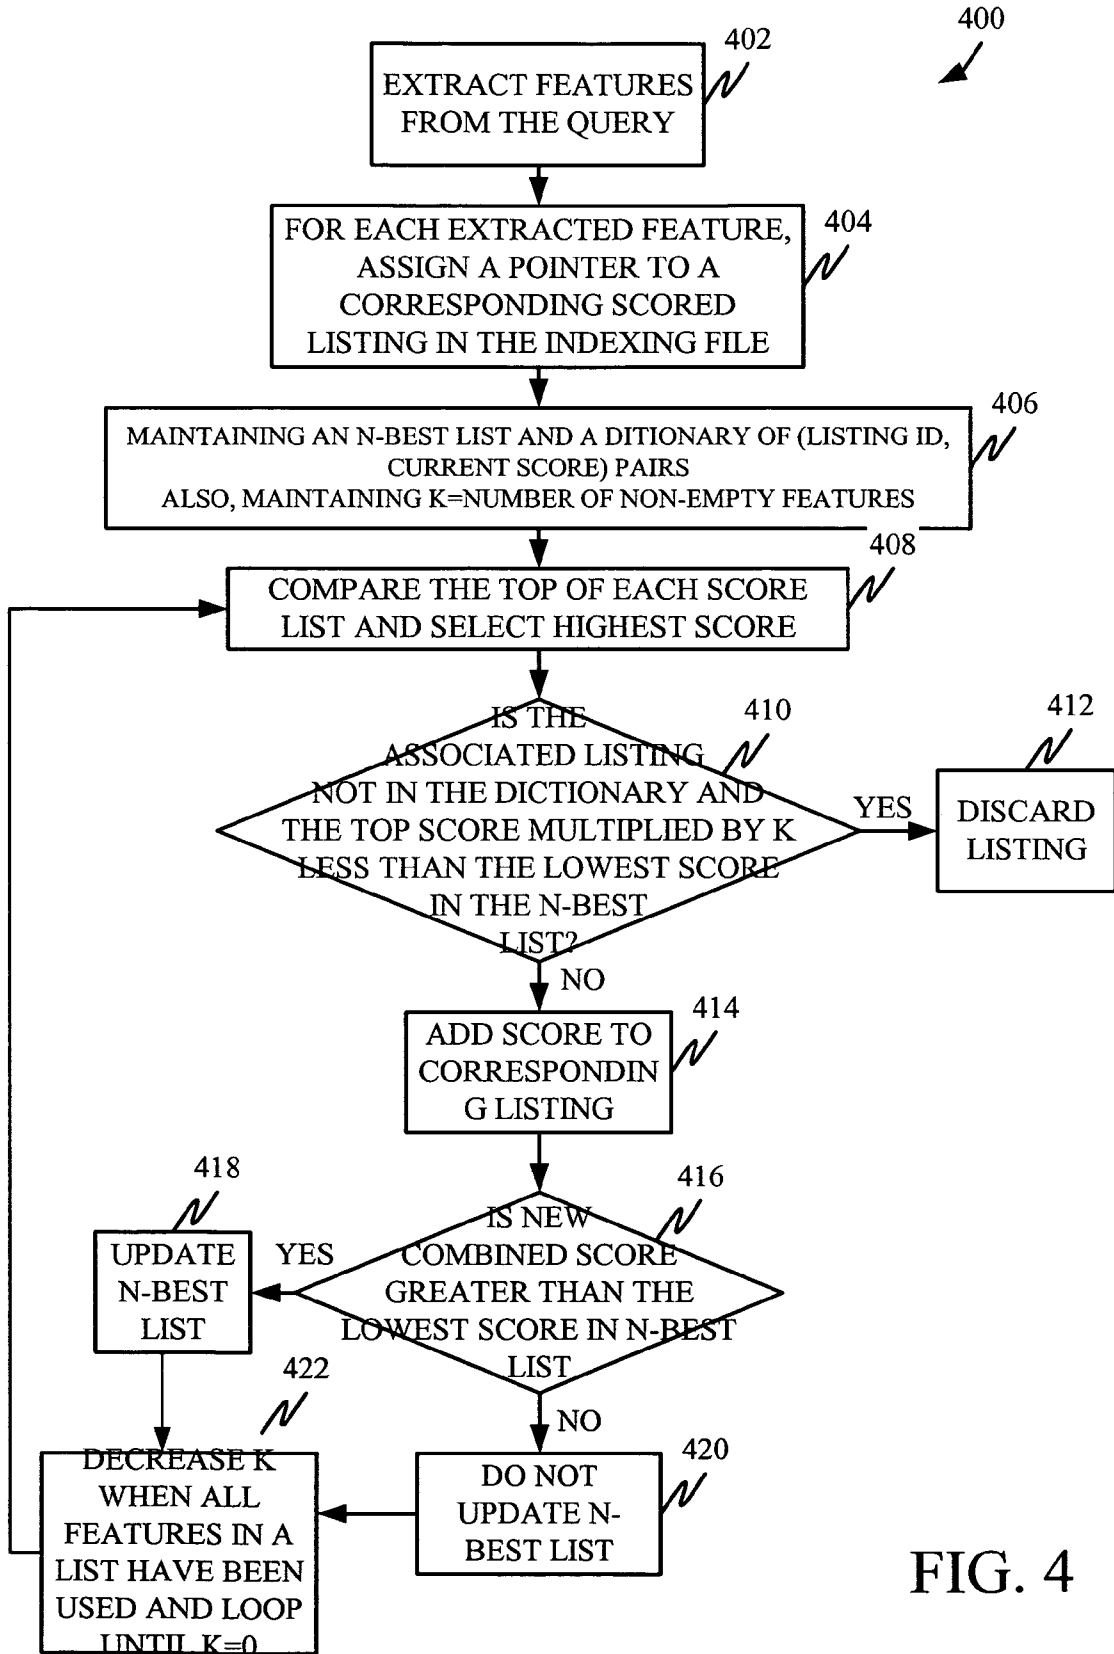 400
402
EXTRACT FEATURES
FROM THE QUERY
404
FOR EACH EXTRACTED FEATURE,
ASSIGN A POINTER TO A
CORRESPONDING SCORED
LISTING IN THE INDEXING FILE
406
MAINTAINING AN N-BEST LIST AND A DITIONARY OF (LISTING ID,
CURRENT SCORE) PAIRS
ALSO, MAINTAINING K=NUMBER OF NON-EMPTY FEATURES
408
COMPARE THE TOP OF EACH SCORE
LIST AND SELECT HIGHEST SCORE
410
IS THE
ASSOCIATED LISTING
NOT IN THE DICTIONARY AND
THE TOP SCORE MULTIPLIED BY K
LESS THAN THE LOWEST SCORE
IN THE N-BEST
LIST?
YES
412
DISCARD
LISTING
NO
414
ADD SCORE TO
CORRESPONDIN
G LISTING
416
IS NEW
COMBINED SCORE
GREATER THAN THE
LOWEST SCORE IN N-BEST
LIST
YES
418
UPDATE
N-BEST
LIST
NO
420
DO NOT
UPDATE N-
BEST LIST
422
DECREASE K
WHEN ALL
FEATURES IN A
LIST HAVE BEEN
USED AND LOOP
UNTIL K=0
FIG. 4